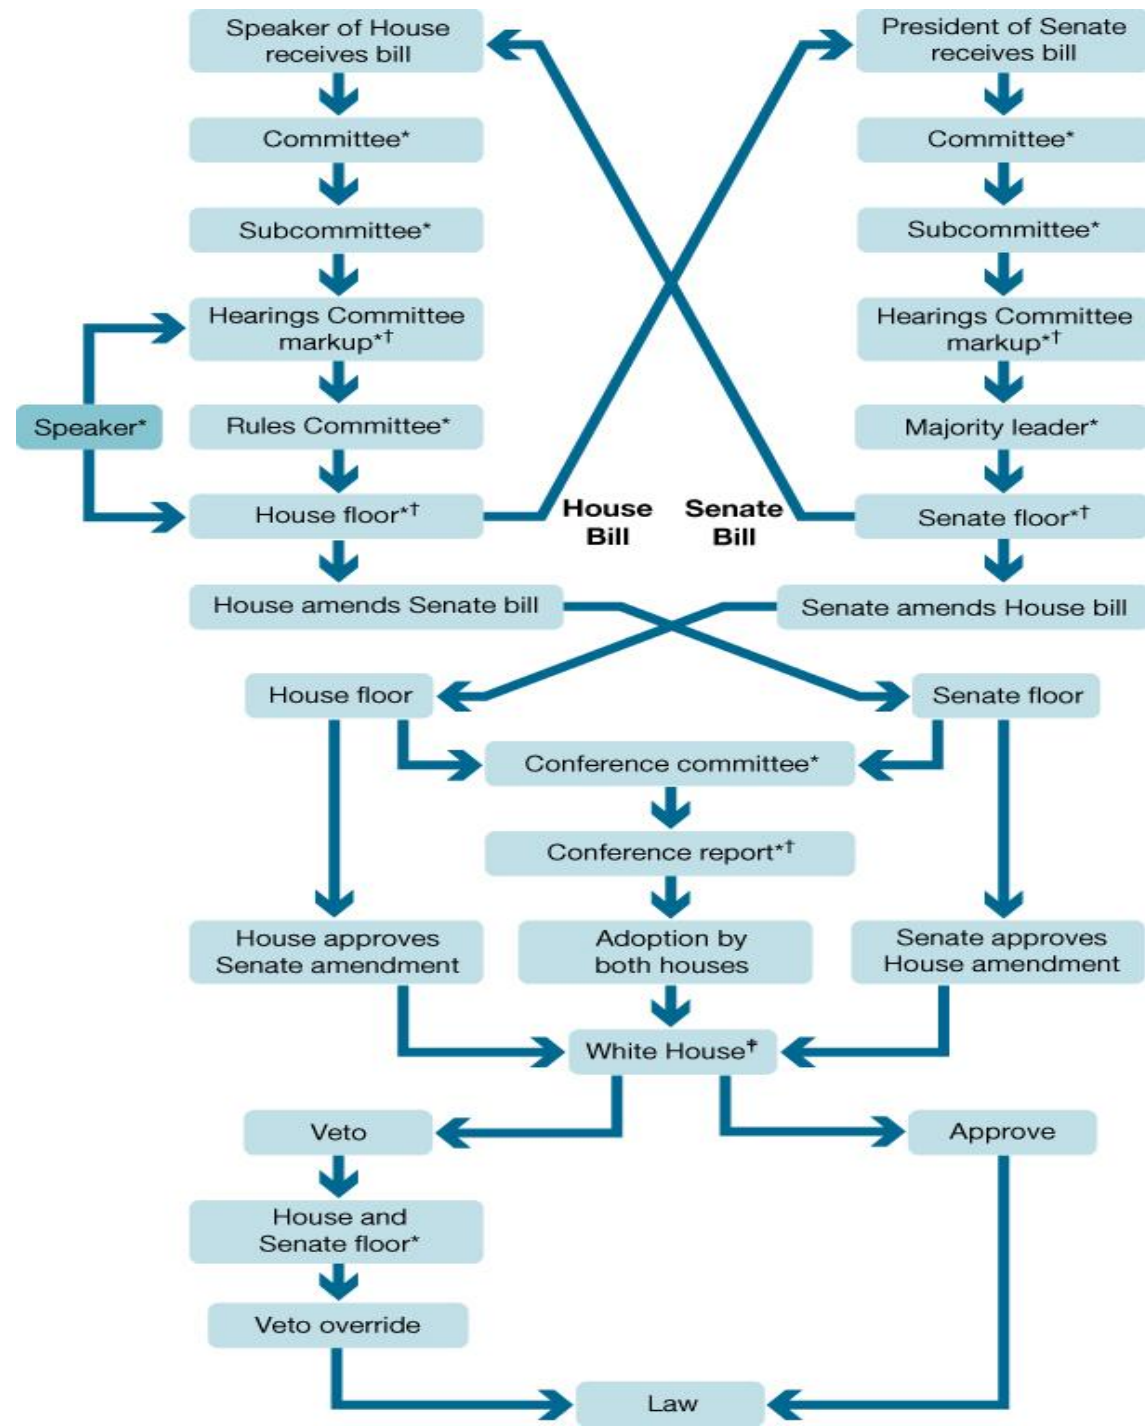 Speaker of House
receives bill
President of Senate
receives bill
Committee*
Committee*
Subcommittee*
Subcommittee*
Hearings Committee
markup*†
Hearings Committee
markup*†
Speaker*
Rules Committee*
Majority leader*
House floor*†
House
Bill
Senate
Bill
Senate floor*†
House amends Senate bill
Senate amends House bill
House floor
Senate floor
Conference committee*
Conference report*†
House approves
Senate amendment
Adoption by
both houses
Senate approves
House amendment
White House‡
Veto
Approve
House and
Senate floor*
Veto override
Law